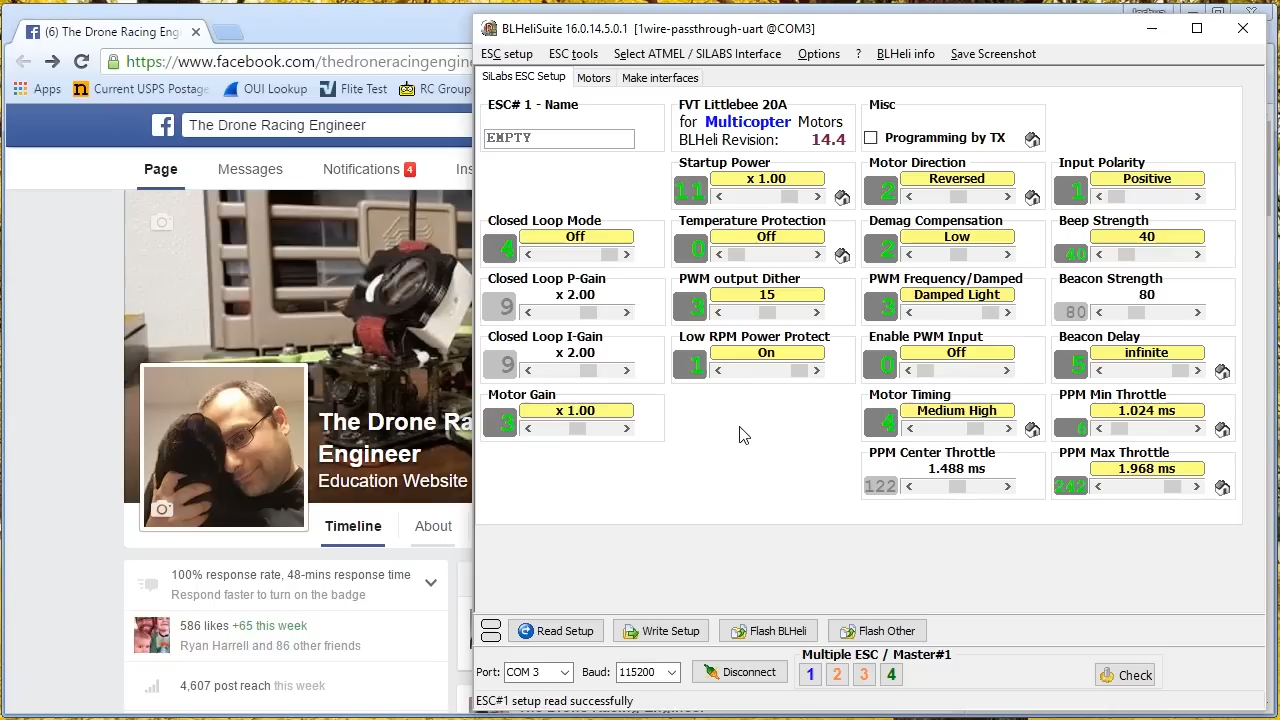 (6) The Drone Racing Eng
https://www.facebook.com/thedroneracingengine
Apps
Current USPS Postage
OUI Lookup
Flite Test
RC Group
The Drone Racing Engineer
Page
Messages
Notifications 4
Ins
The Drone Ra
Engineer
Education Website
Timeline
About
100% response rate, 48-mins response time
Respond faster to turn on the badge
586 likes +65 this week
Ryan Harrell and 86 other friends
4,607 post reach this week
BLHeliSuite 16.0.14.5.0.1 [1wire-passthrough-uart @COM3]
ESC setup
ESC tools
Select ATMEL / SILABS Interface
Options
?
BLHeli info
Save Screenshot
SiLabs ESC Setup
Motors
Make interfaces
ESC# 1 - Name
EMPTY
FVT Littlebee 20A
for Multicopter Motors
BLHeli Revision: 14.4
Misc
Programming by TX
Startup Power
11
x 1.00
Motor Direction
2
Reversed
Input Polarity
1
Positive
Closed Loop Mode
4
Off
Temperature Protection
0
Off
Demag Compensation
2
Low
Beep Strength
40
40
Closed Loop P-Gain
9
x 2.00
PWM output Dither
3
15
PWM Frequency/Damped
3
Damped Light
Beacon Strength
80
80
Closed Loop I-Gain
9
x 2.00
Low RPM Power Protect
1
On
Enable PWM Input
0
Off
Beacon Delay
5
infinite
Motor Gain
3
x 1.00
Motor Timing
4
Medium High
PPM Min Throttle
6
1.024 ms
PPM Center Throttle
122
1.488 ms
PPM Max Throttle
242
1.968 ms
Read Setup
Write Setup
Flash BLHeli
Flash Other
Port: COM 3
Baud: 115200
Disconnect
Multiple ESC / Master#1
1 2 3 4
Check
ESC#1 setup read successfully